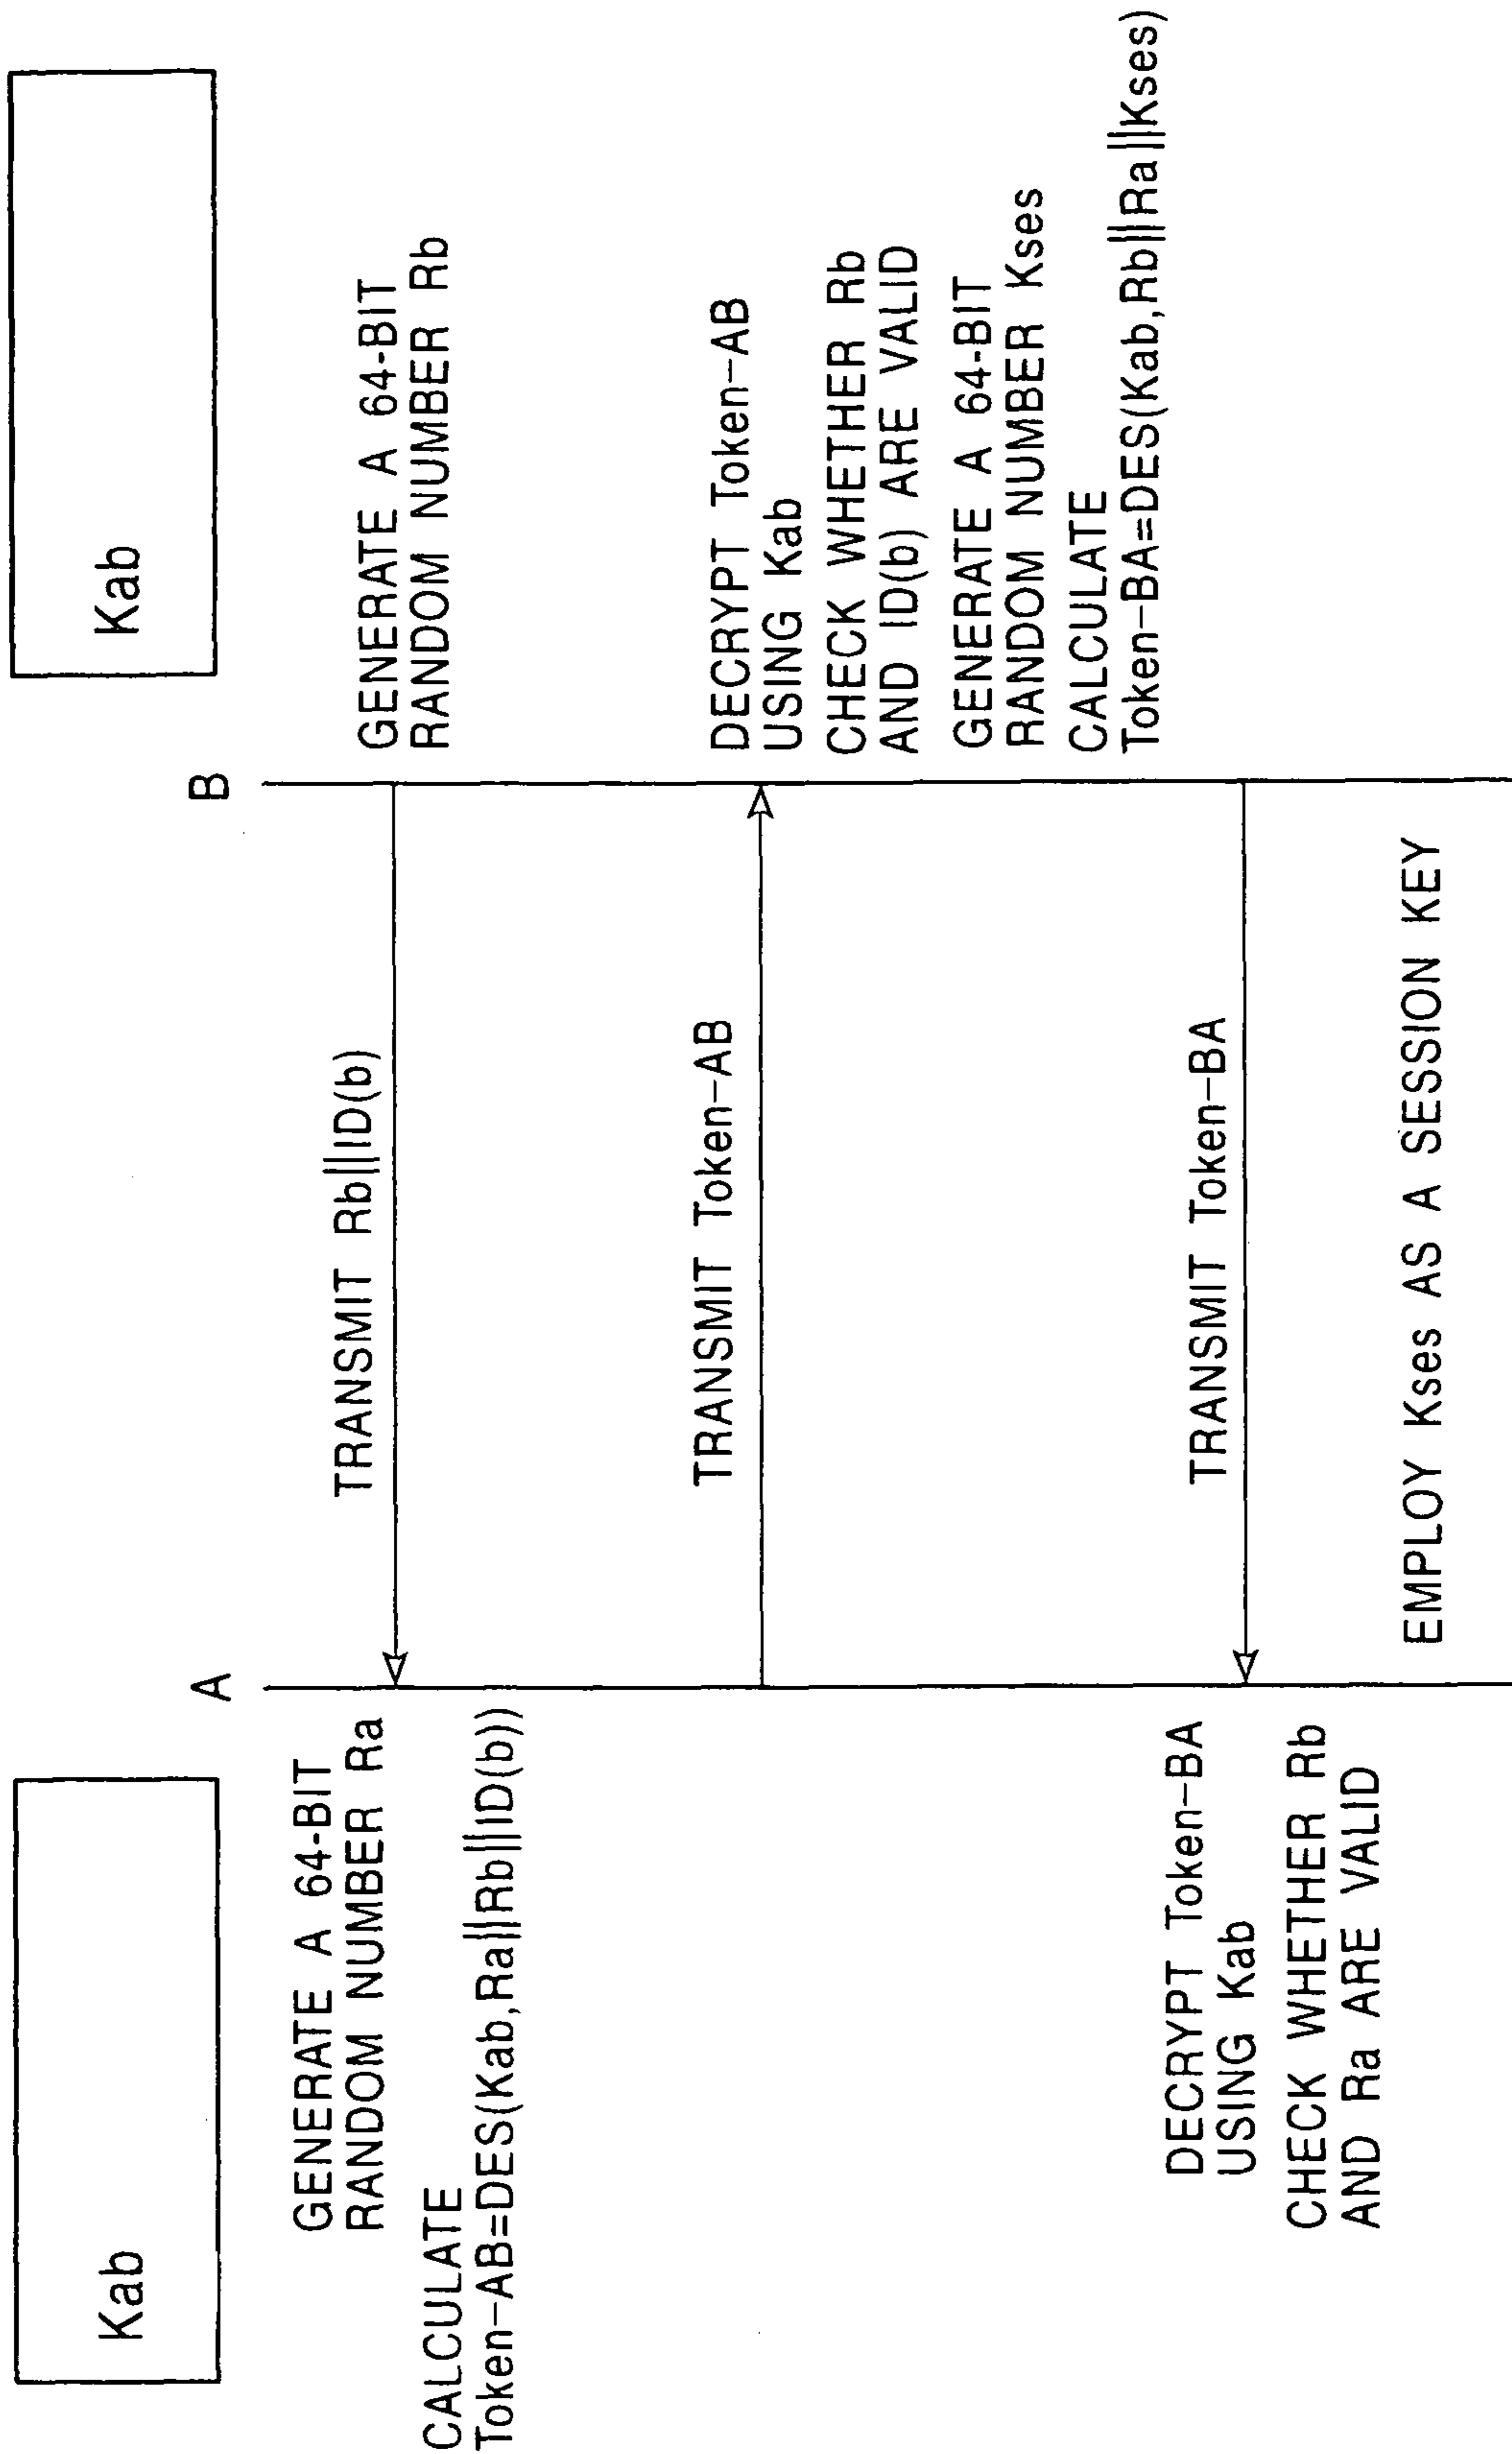 Kab
Kab
A
B
GENERATE A 64-BIT
RANDOM NUMBER Rb
TRANSMIT Rb||ID(b)
GENERATE A 64-BIT
RANDOM NUMBER Ra
CALCULATE
Token-AB=DES(Kab,Ra||Rb||ID(b))
TRANSMIT Token-AB
DECRYPT Token-AB
USING Kab
CHECK WHETHER Rb
AND ID(b) ARE VALID
GENERATE A 64-BIT
RANDOM NUMBER Kses
CALCULATE
Token-BA=DES(Kab,Rb||Ra||Kses)
TRANSMIT Token-BA
DECRYPT Token-BA
USING Kab
CHECK WHETHER Rb
AND Ra ARE VALID
EMPLOY Kses AS A SESSION KEY